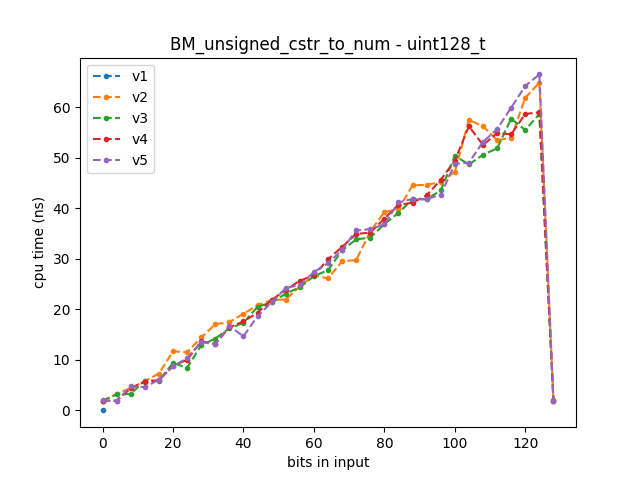 BM_unsigned_cstr_to_num - uint128_t
v1
v2
v3
v4
v5
cpu time (ns)
60
50
40
30
20
10
0
0 20 40 60 80 100 120
bits in input